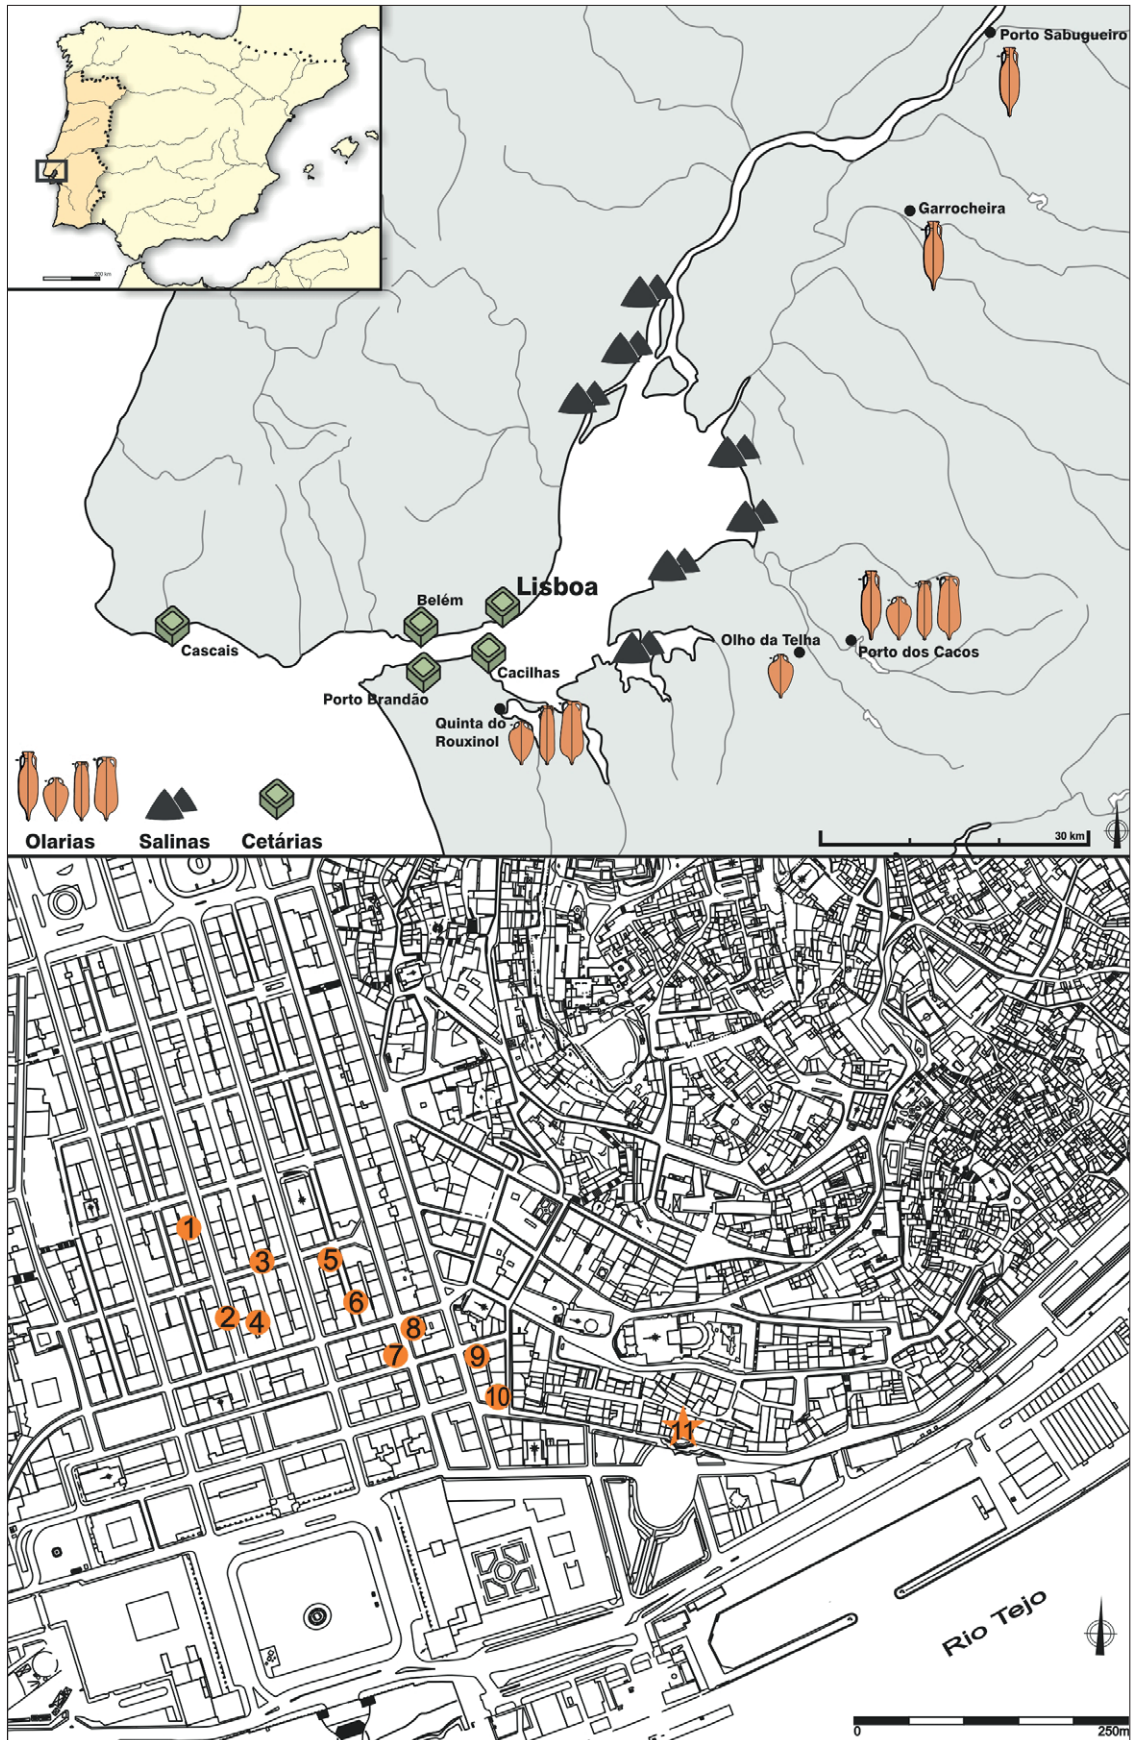 200 km
Porto Sabugueiro
Garrocheira
Lisboa
Belém
Cascais
Cacilhas
Porto Brandão
Olho da Telha
Porto dos Cacos
Quinta do
Rouxinol
Olarias
Salinas
Cetárias
30 km
1
3
5
6
2
4
8
7
9
10
11
Rio Tejo
0
250m